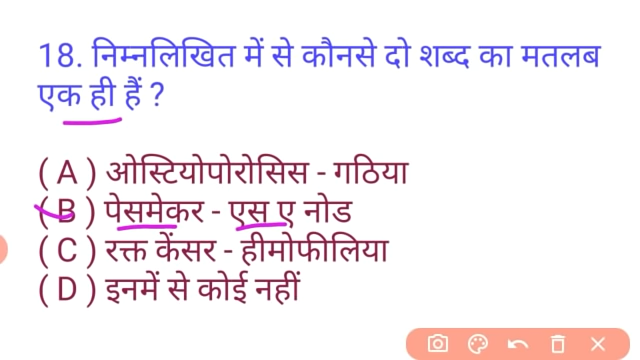 18. निम्नलिखित में से कौनसे दो शब्द का मतलब
एक ही हैं ?
( A ) ओस्टियोपोरोसिस - गठिया
( B ) पेसमेकर - एस ए नोड
( C ) रक्त केंसर - हीमोफीलिया
( D ) इनमें से कोई नहीं